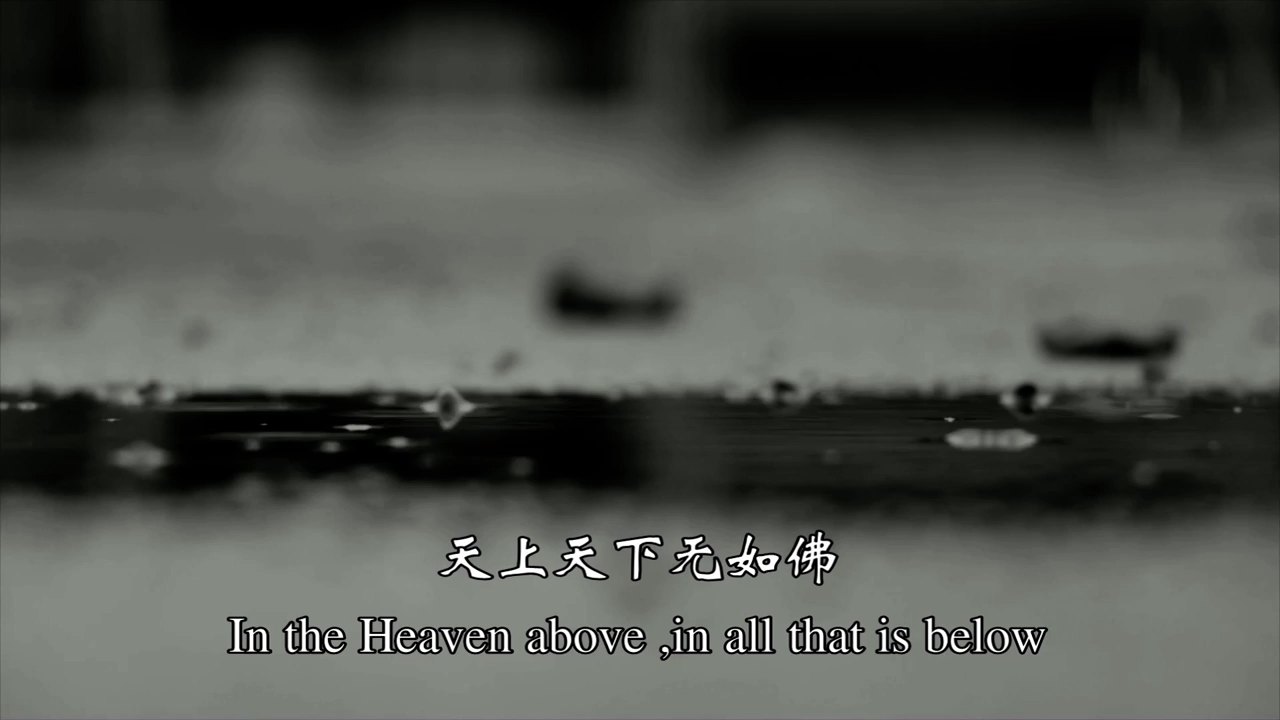 天上天下无如佛
In the Heaven above ,in all that is below